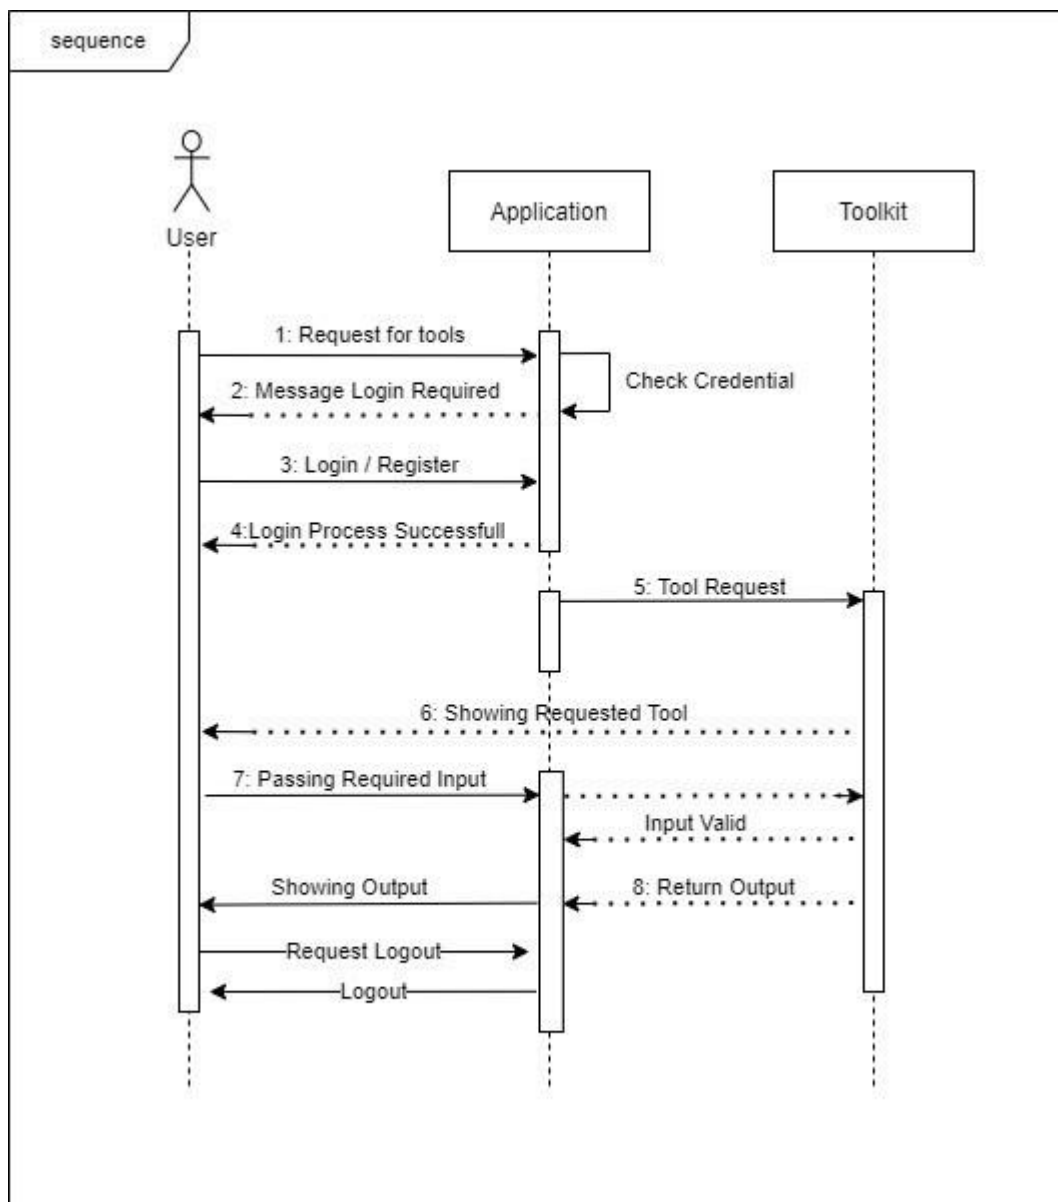 sequence
User
Application
Toolkit
1: Request for tools
Check Credential
2: Message Login Required
3: Login / Register
4:Login Process Successfull
5: Tool Request
6: Showing Requested Tool
7: Passing Required Input
Input Valid
Showing Output
8: Return Output
Request Logout
Logout